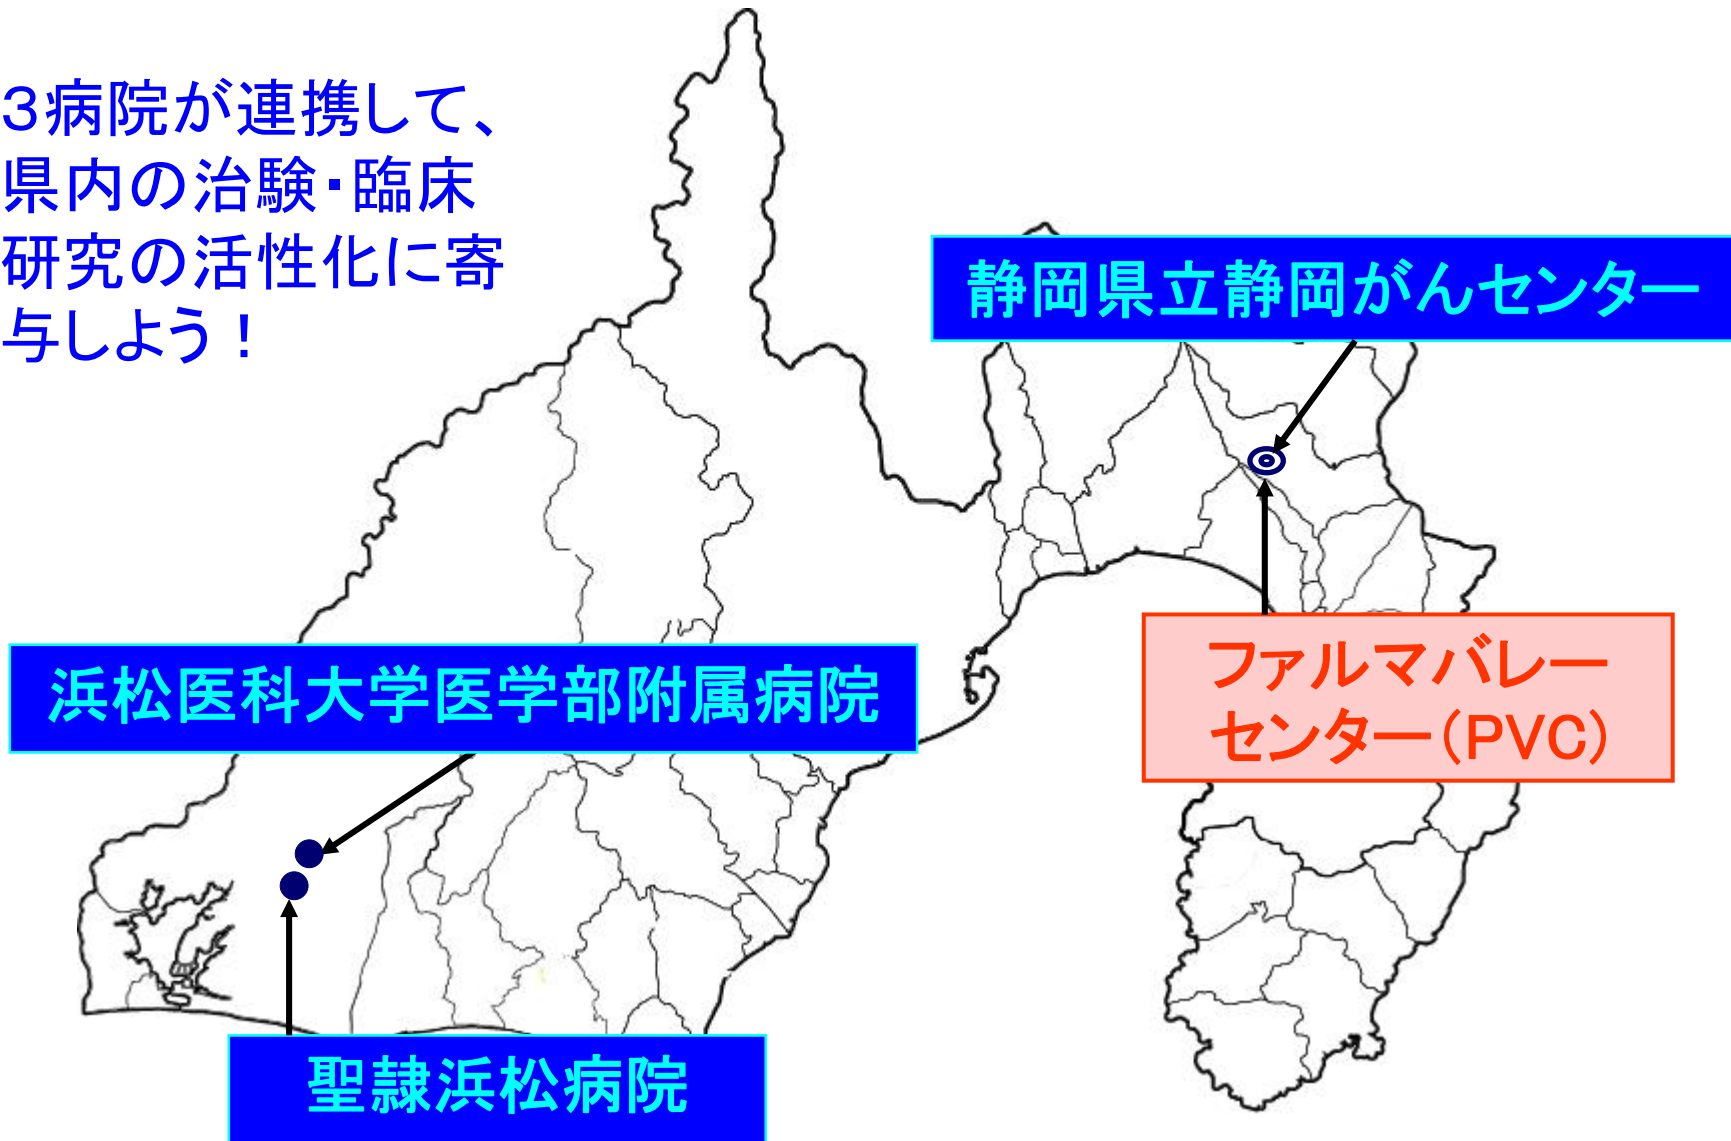 ３病院が連携して、
県内の治験・臨床
研究の活性化に寄
与しよう！
静岡県立静岡がんセンター
ファルマバレー
センター（PVC）
浜松医科大学医学部附属病院
聖隷浜松病院